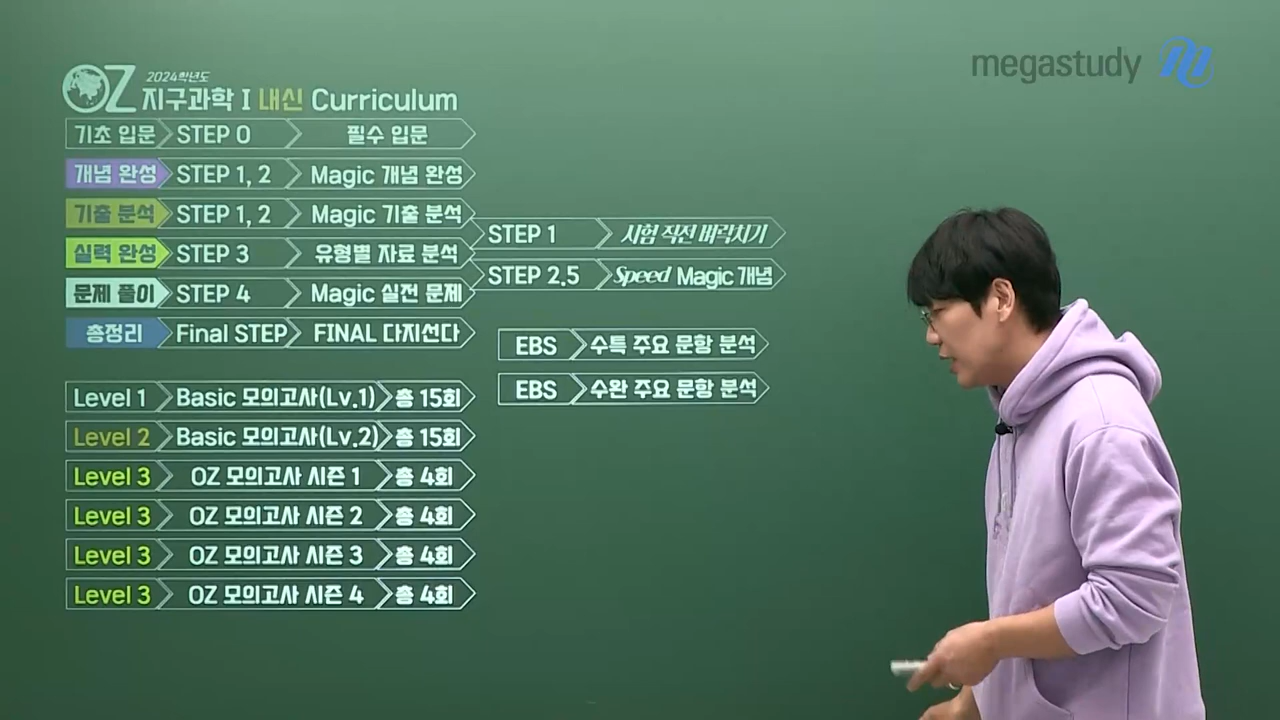 megastudy
OZ 2024학년도
지구과학 I 내신 Curriculum
기초 입문 STEP 0 필수 입문
개념 완성 STEP 1, 2 Magic 개념 완성
기출 분석 STEP 1, 2 Magic 기출 분석
STEP 1 시험 직전 벼락치기
실력 완성 STEP 3 유형별 자료 분석
STEP 2.5 Speed Magic 개념
문제 풀이 STEP 4 Magic 실전 문제
총정리 Final STEP FINAL 다지선다
EBS 수특 주요 문항 분석
EBS 수완 주요 문항 분석
Level 1 Basic 모의고사(Lv.1) 총 15회
Level 2 Basic 모의고사(Lv.2) 총 15회
Level 3 OZ 모의고사 시즌 1 총 4회
Level 3 OZ 모의고사 시즌 2 총 4회
Level 3 OZ 모의고사 시즌 3 총 4회
Level 3 OZ 모의고사 시즌 4 총 4회